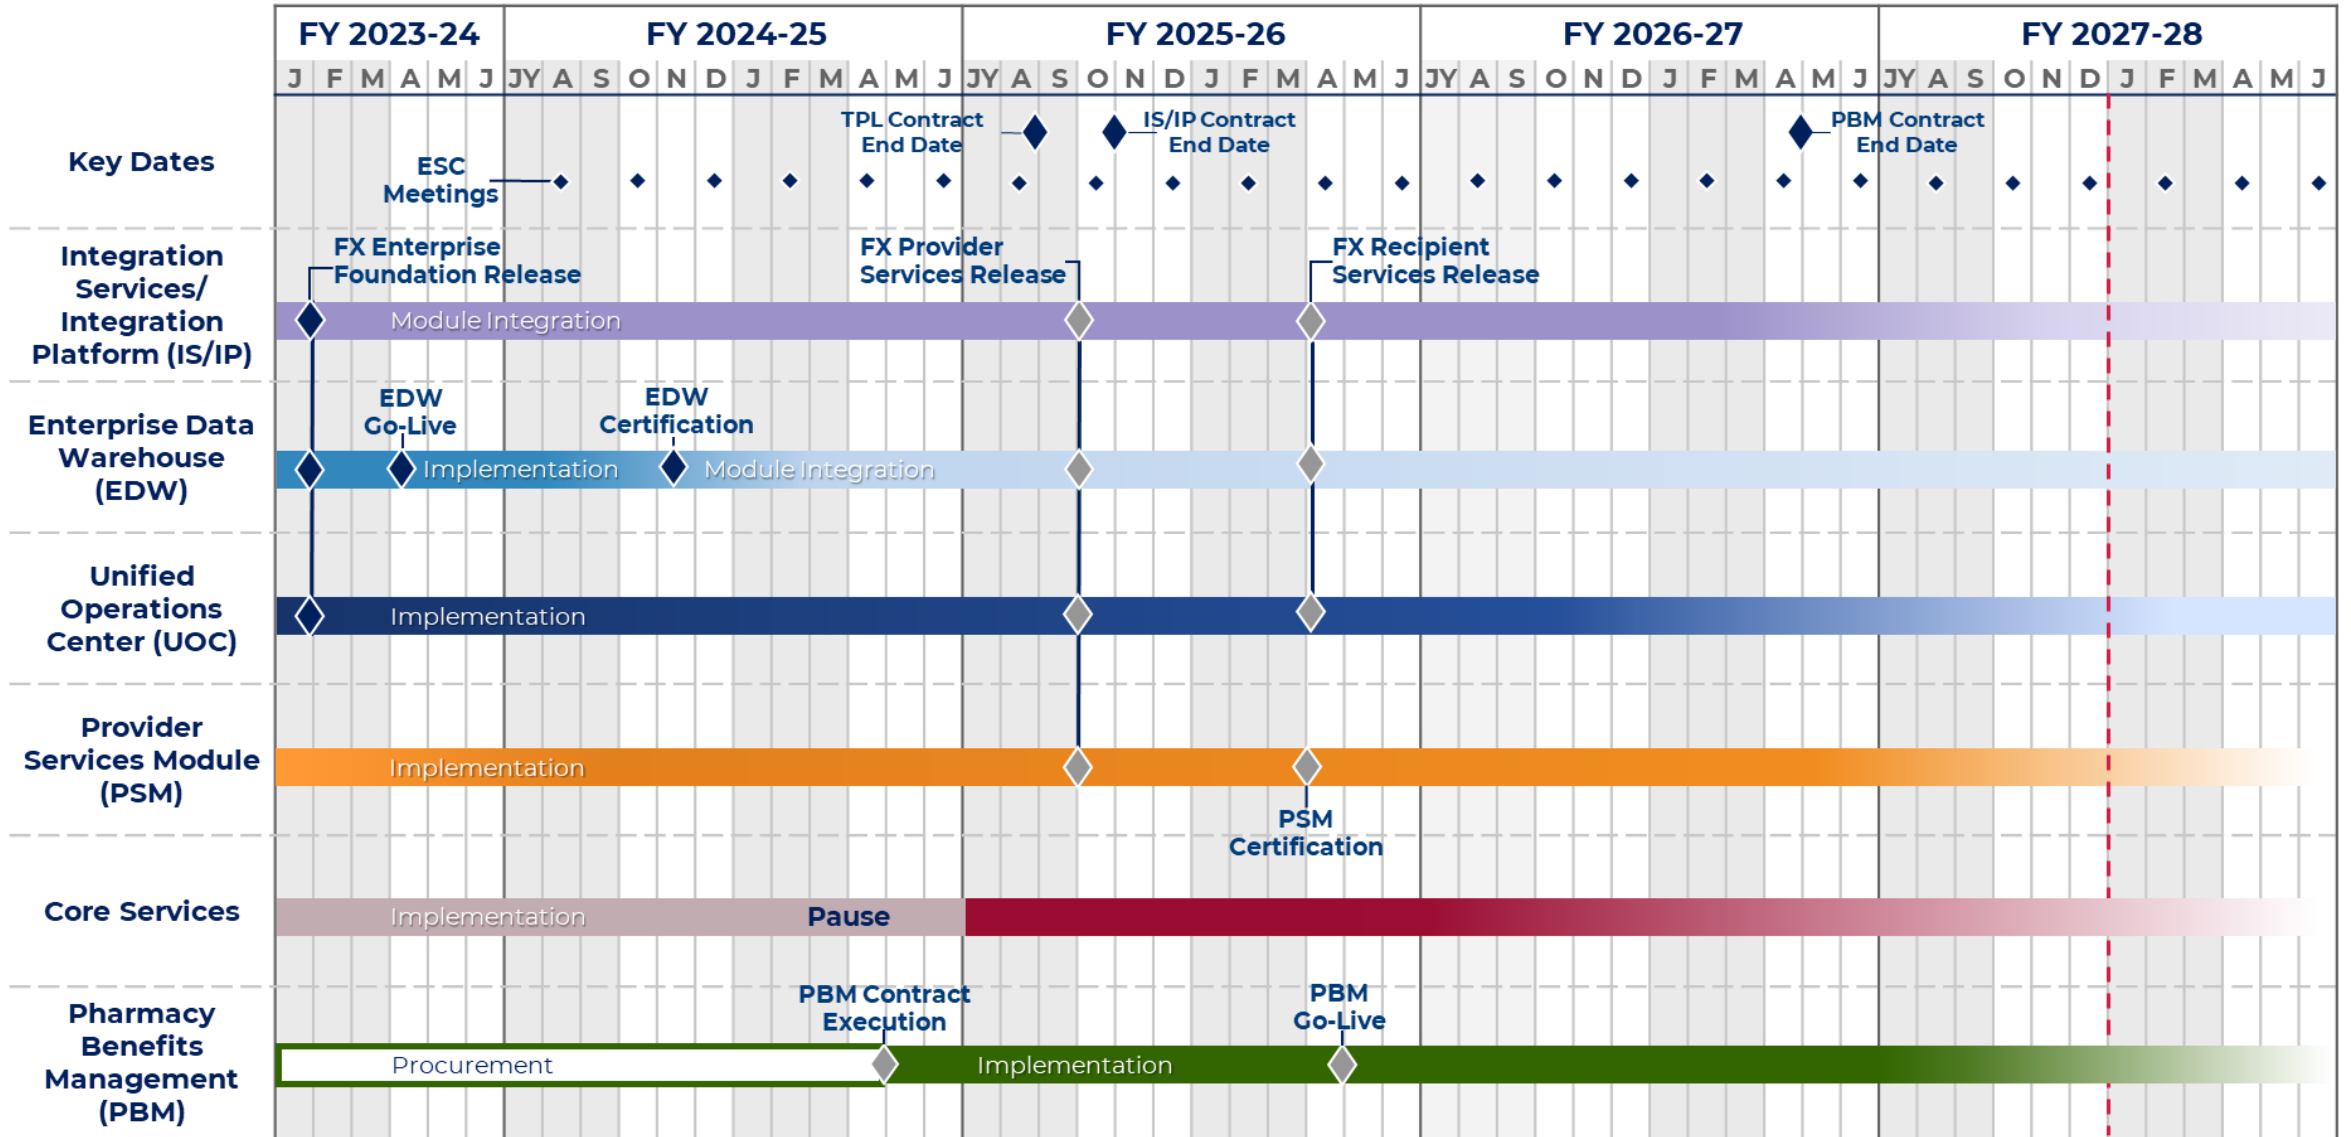 FY 2023-24 FY 2024-25 FY 2025-26 FY 2026-27 FY 2027-28
J F M A M J JY A S O N D J F M A M J JY A S O N D J F M A M J JY A S O N D J F M A M J JY A S O N D J F M A M J
Key Dates
TPL Contract
End Date
IS/IP Contract
End Date
PBM Contract
End Date
ESC
Meetings
Integration
Services/
Integration
Platform (IS/IP)
FX Enterprise
Foundation Release
FX Provider
Services Release
FX Recipient
Services Release
Module Integration
Enterprise Data
Warehouse
(EDW)
EDW
Go-Live
EDW
Certification
Implementation
Module Integration
Unified
Operations
Center (UOC)
Implementation
Provider
Services Module
(PSM)
Implementation
PSM
Certification
Core Services
Implementation
Pause
Pharmacy
Benefits
Management
(PBM)
PBM Contract
Execution
PBM
Go-Live
Procurement
Implementation